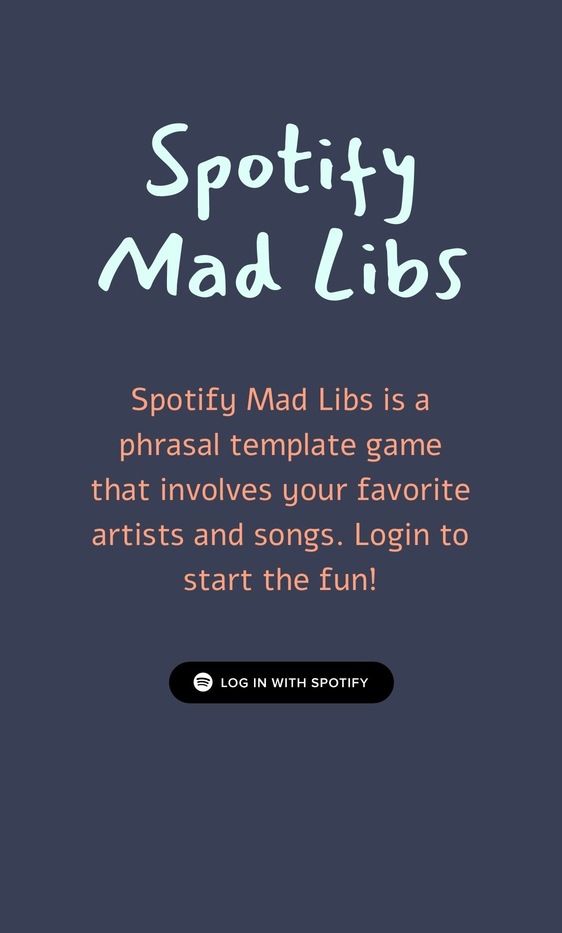 Spotify
Mad Libs
Spotify Mad Libs is a
phrasal template game
that involves your favorite
artists and songs. Login to
start the fun!
LOG IN WITH SPOTIFY